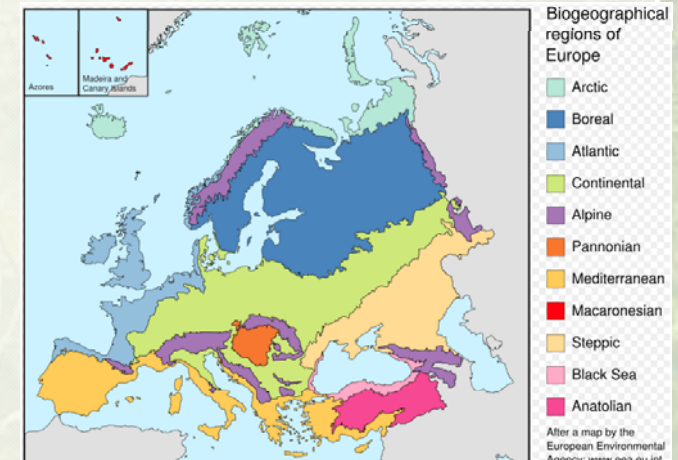 Azores
Madeira and
Canary Islands
Biogeographical
regions of
Europe
Arctic
Boreal
Atlantic
Continental
Alpine
Pannonian
Mediterranean
Macaronesian
Steppic
Black Sea
Anatolian
After a map by the
European Environmental